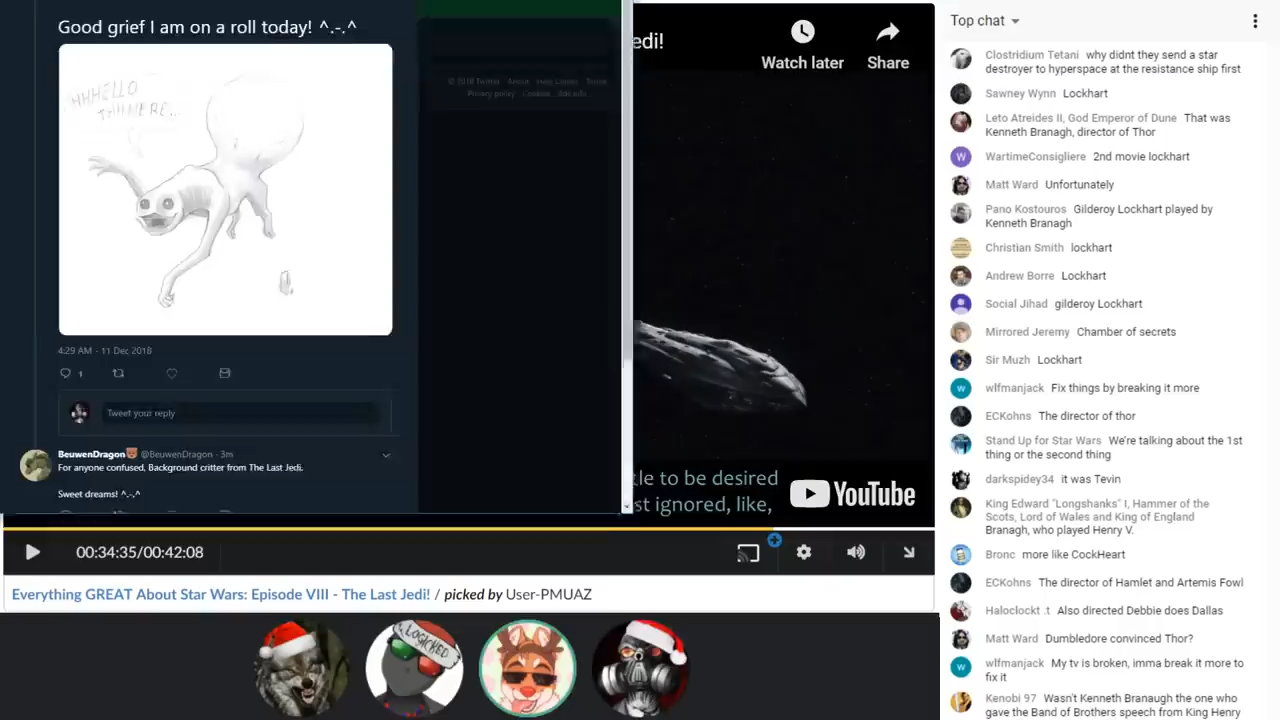 Good grief I am on a roll today! ^.-.^
HHHELLO
THHHERE...
4:29 AM - 11 Dec 2018
1
Tweet your reply
BeuwenDragon🐻 @BeuwenDragon · 3m
For anyone confused, Background critter from The Last Jedi.
Sweet dreams! ^.-.^
© 2018 Twitter About Help Center Terms
Privacy policy Cookies Ads info
edi!
Watch later
Share
tle to be desired
st ignored, like,
YouTube
00:34:35/00:42:08
Everything GREAT About Star Wars: Episode VIII - The Last Jedi! / picked by User-PMUAZ
LOGICKED
Top chat
Clostridium Tetani why didnt they send a star
destroyer to hyperspace at the resistance ship first
Sawney Wynn Lockhart
Leto Atreides II, God Emperor of Dune That was
Kenneth Branagh, director of Thor
W
WartimeConsigliere 2nd movie lockhart
Matt Ward Unfortunately
Pano Kostouros Gilderoy Lockhart played by
Kenneth Branagh
Christian Smith lockhart
Andrew Borre Lockhart
Social Jihad gilderoy Lockhart
Mirrored Jeremy Chamber of secrets
Sir Muzh Lockhart
w
wlfmanjack Fix things by breaking it more
ECKohns The director of thor
Stand Up for Star Wars We're talking about the 1st
thing or the second thing
darkspidey34 it was Tevin
King Edward "Longshanks" I, Hammer of the
Scots, Lord of Wales and King of England
Branagh, who played Henry V.
Bronc more like CockHeart
ECKohns The director of Hamlet and Artemis Fowl
Haloclockt .t Also directed Debbie does Dallas
Matt Ward Dumbledore convinced Thor?
w
wlfmanjack My tv is broken, imma break it more to
fix it
Kenobi 97 Wasn't Kenneth Branaugh the one who
gave the Band of Brothers speech from King Henry